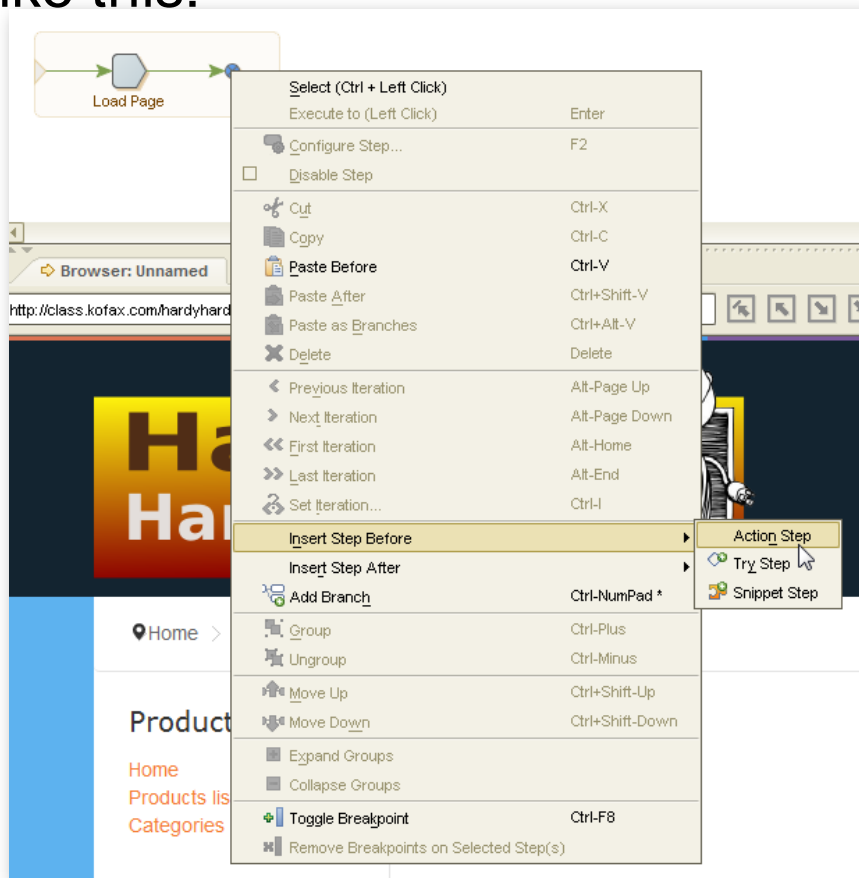 like this:
Load Page
Select (Ctrl + Left Click)
Execute to (Left Click) Enter
Configure Step... F2
Disable Step
Cut Ctrl-X
Copy Ctrl-C
Browser: Unnamed
Paste Before Ctrl-V
Paste After Ctrl+Shift-V
http://class.kofax.com/hardyhard
Paste as Branches Ctrl+Alt-V
Delete Delete
Previous Iteration Alt-Page Up
Next Iteration Alt-Page Down
First Iteration Alt-Home
Last Iteration Alt-End
Set Iteration... Ctrl-I
Ha
Har
Insert Step Before
Action Step
Insert Step After
Try Step
Add Branch Ctrl-NumPad *
Snippet Step
Home
Group Ctrl-Plus
Ungroup Ctrl-Minus
Move Up Ctrl+Shift-Up
Product
Move Down Ctrl+Shift-Down
Expand Groups
Home
Collapse Groups
Products lis
Categories
Toggle Breakpoint Ctrl-F8
Remove Breakpoints on Selected Step(s)